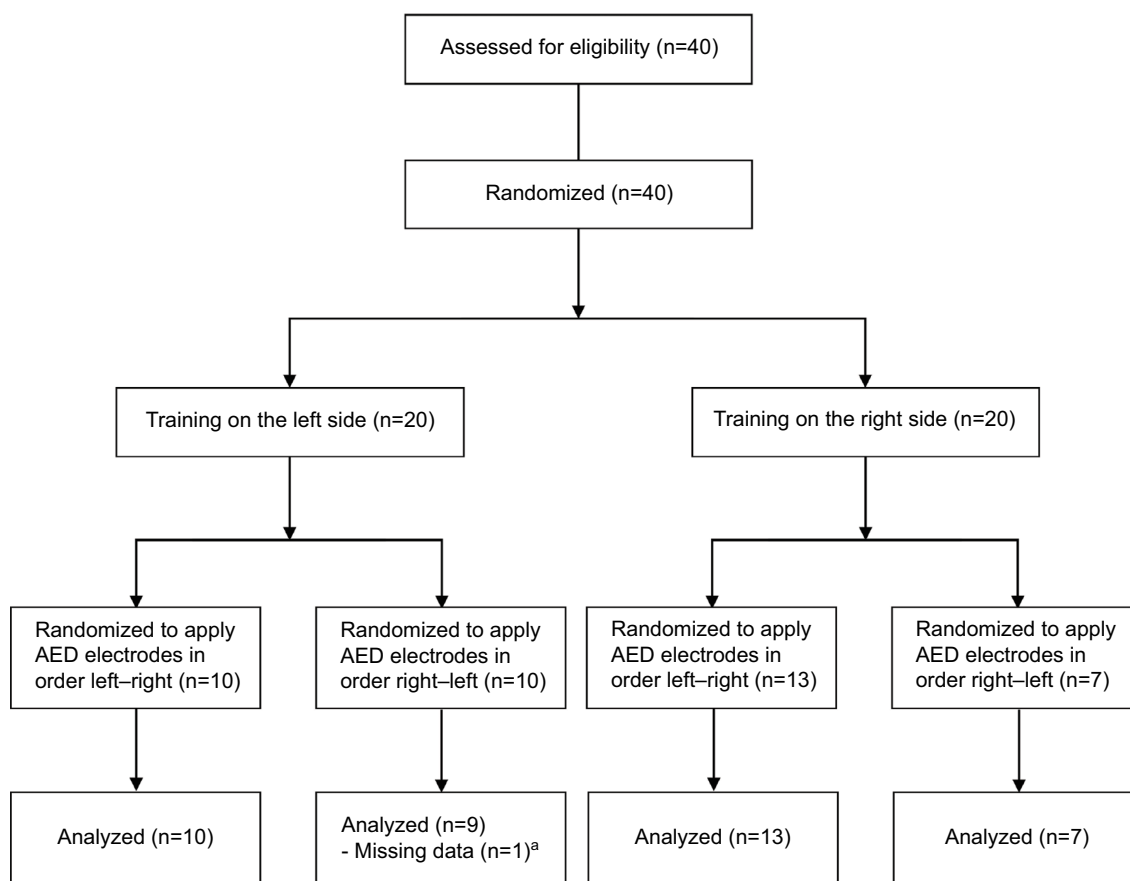 Assessed for eligibility (n=40)
Randomized (n=40)
Training on the left side (n=20)
Training on the right side (n=20)
Randomized to apply
AED electrodes in
order left–right (n=10)
Randomized to apply
AED electrodes in
order right–left (n=10)
Randomized to apply
AED electrodes in
order left–right (n=13)
Randomized to apply
AED electrodes in
order right–left (n=7)
Analyzed (n=10)
Analyzed (n=9)
- Missing data (n=1)ᵃ
Analyzed (n=13)
Analyzed (n=7)